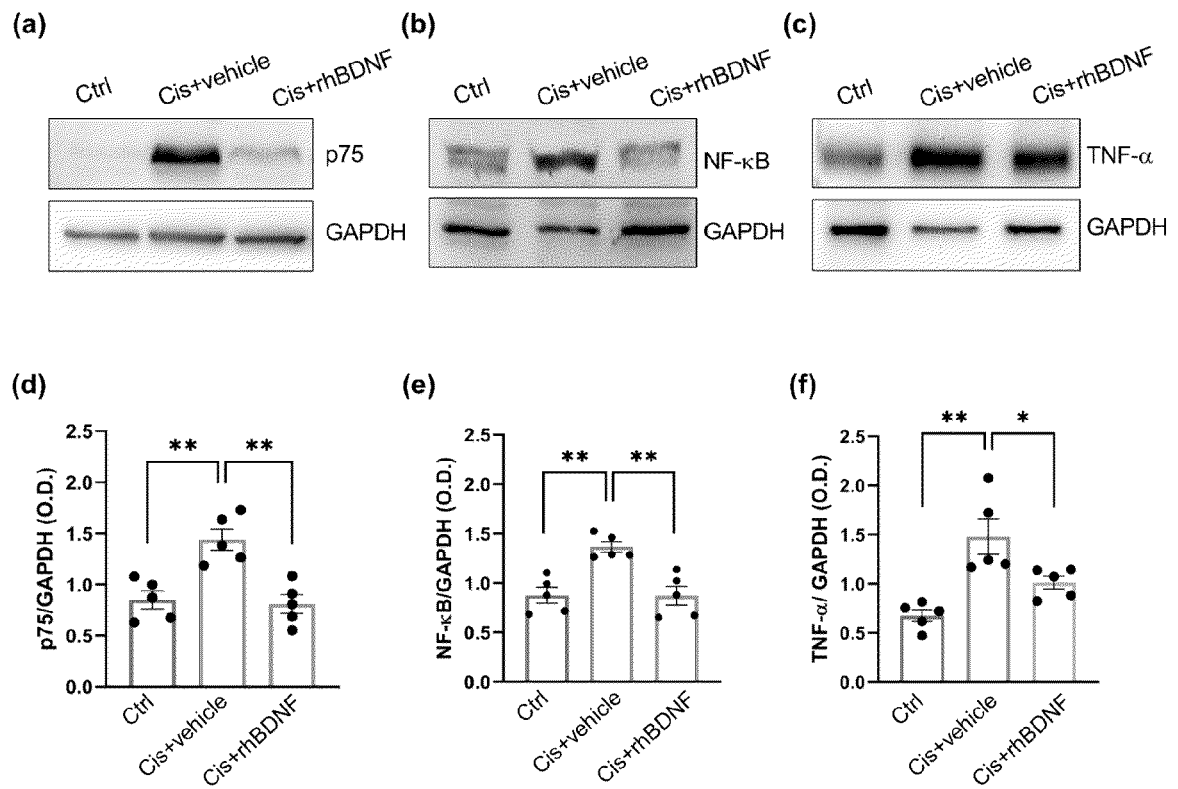 (a)
(b)
(c)
Ctrl Cis+vehicle Cis+rhBDNF
Ctrl Cis+vehicle Cis+rhBDNF
Ctrl Cis+vehicle Cis+rhBDNF
p75
NF-κB
TNF-α
GAPDH
GAPDH
GAPDH
(d)
p75/GAPDH (O.D.)
2.5
2.0
1.5
1.0
0.5
0.0
** **
Ctrl
Cis+vehicle
Cis+rhBDNF
(e)
NF-κB/GAPDH (O.D.)
2.5
2.0
1.5
1.0
0.5
0.0
** **
Ctrl
Cis+vehicle
Cis+rhBDNF
(f)
TNF-α/ GAPDH (O.D.)
2.5
2.0
1.5
1.0
0.5
0.0
** *
Ctrl
Cis+vehicle
Cis+rhBDNF